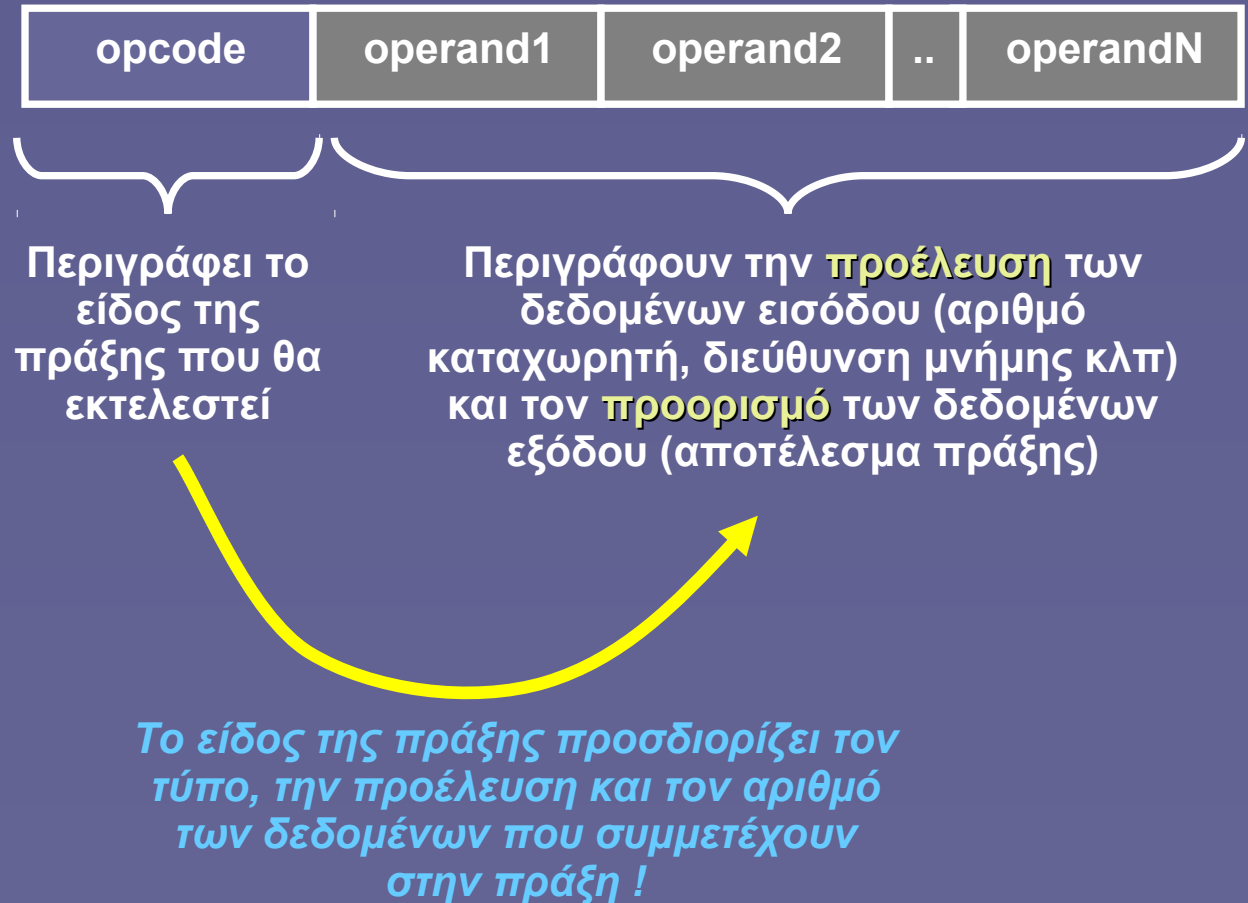 opcode operand1 operand2 .. operandN
Περιγράφει το
είδος της
πράξης που θα
εκτελεστεί
Περιγράφουν την προέλευση των
δεδομένων εισόδου (αριθμό
καταχωρητή, διεύθυνση μνήμης κλπ)
και τον προορισμό των δεδομένων
εξόδου (αποτέλεσμα πράξης)
Το είδος της πράξης προσδιορίζει τον
τύπο, την προέλευση και τον αριθμό
των δεδομένων που συμμετέχουν
στην πράξη !